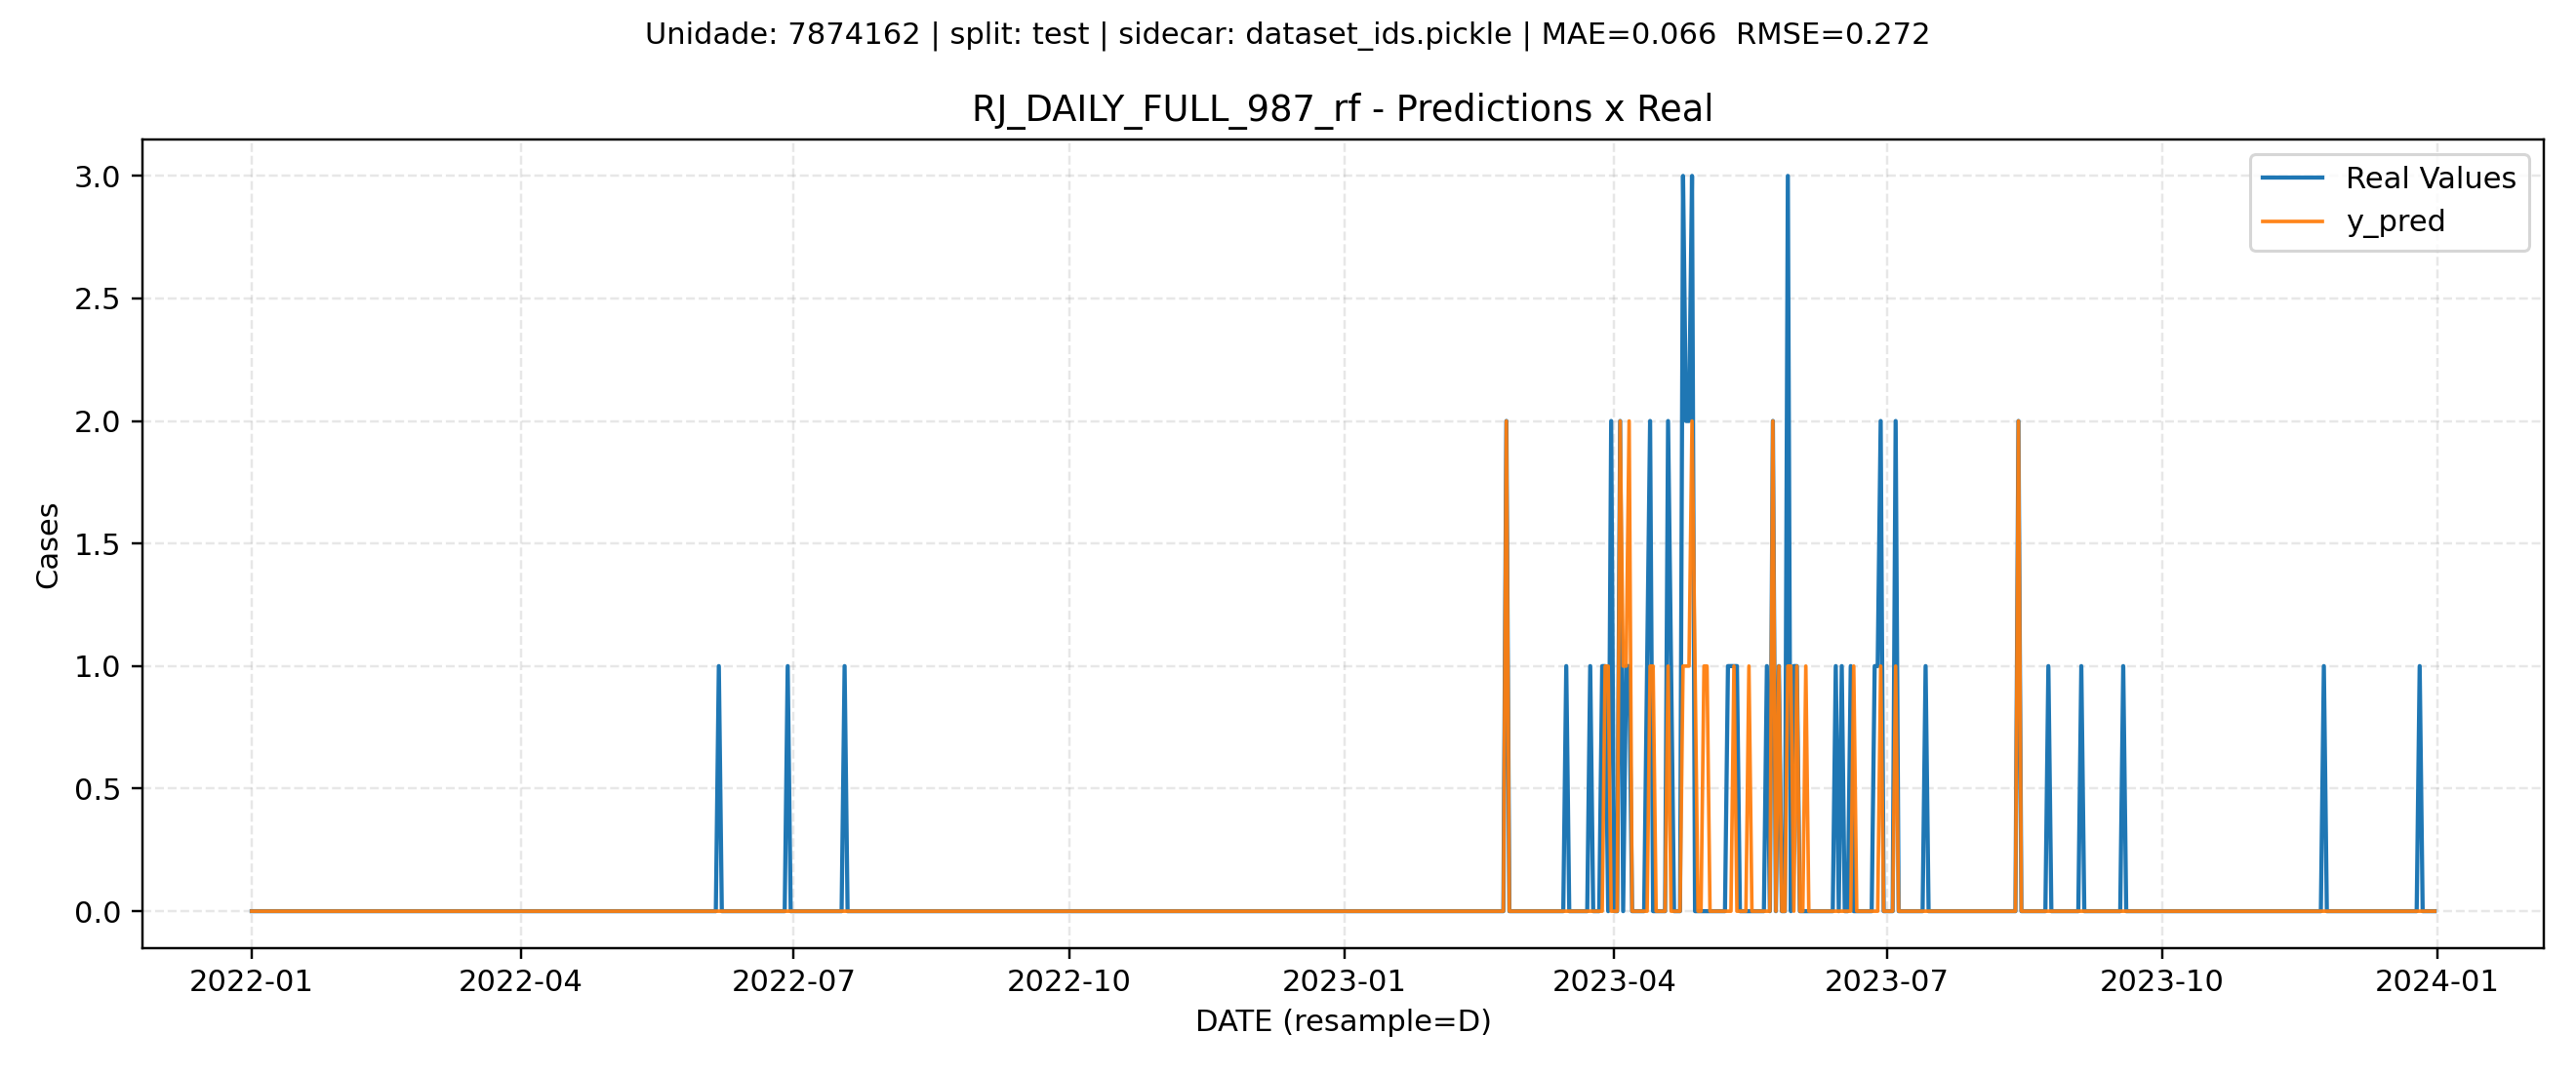 Unidade: 7874162 | split: test | sidecar: dataset_ids.pickle | MAE=0.066  RMSE=0.272
RJ_DAILY_FULL_987_rf - Predictions x Real
Real Values
y_pred
Cases
3.0
2.5
2.0
1.5
1.0
0.5
0.0
2022-01 2022-04 2022-07 2022-10 2023-01 2023-04 2023-07 2023-10 2024-01
DATE (resample=D)